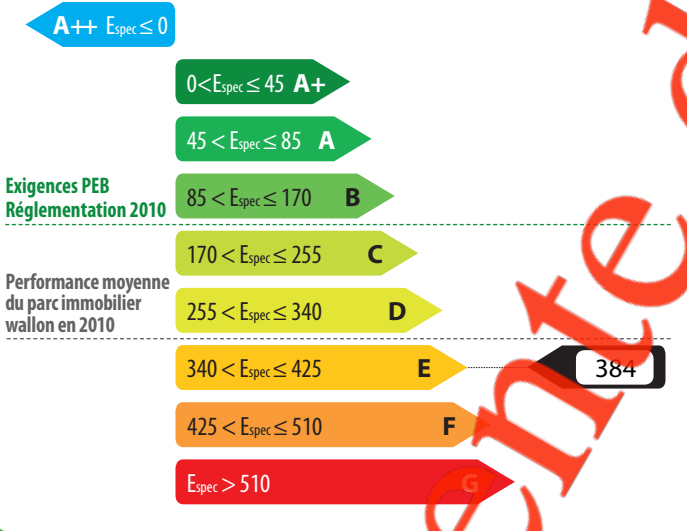 A++ Espec ≤ 0
0<Espec ≤ 45 A+
45 < Espec ≤ 85 A
Exigences PEB
Réglementation 2010
85 < Espec ≤ 170 B
170 < Espec ≤ 255 C
Performance moyenne
du parc immobilier
wallon en 2010
255 < Espec ≤ 340 D
340 < Espec ≤ 425 E
384
425 < Espec ≤ 510 F
Espec > 510 G
ente